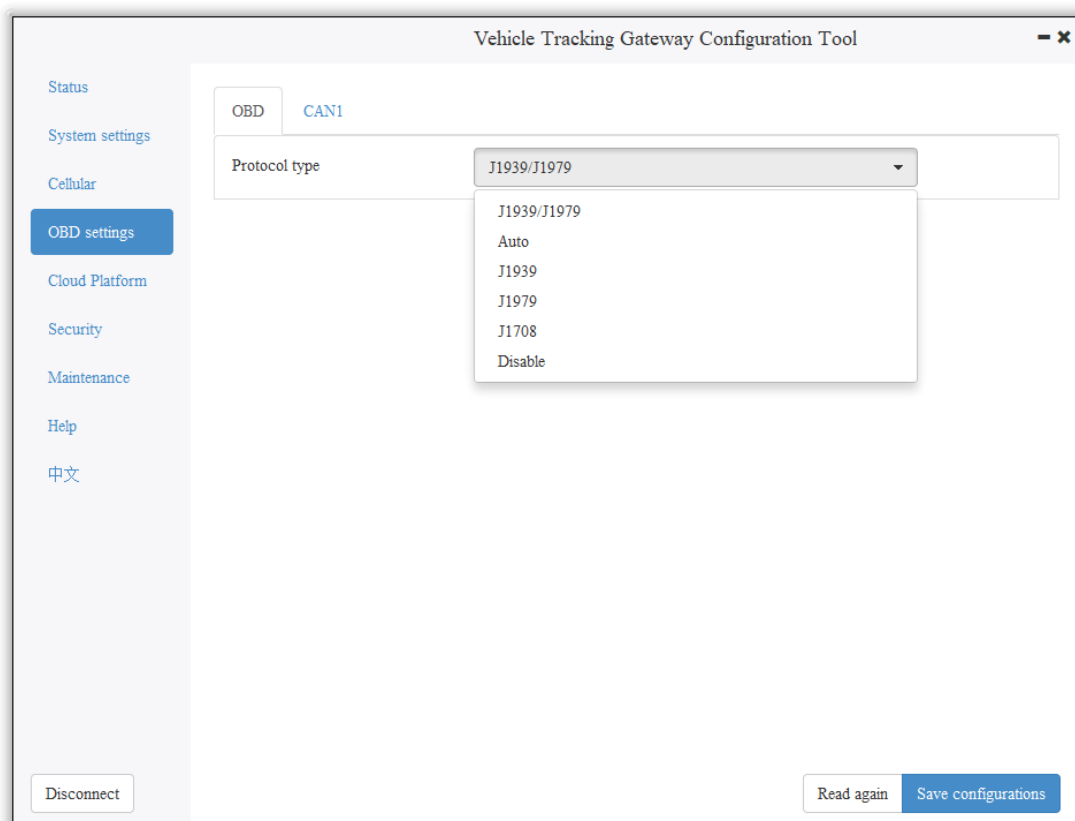 Vehicle Tracking Gateway Configuration Tool
Status
System settings
Cellular
OBD settings
Cloud Platform
Security
Maintenance
Help
中文
OBD CAN1
Protocol type J1939/J1979
J1939/J1979
Auto
J1939
J1979
J1708
Disable
Disconnect Read again Save configurations